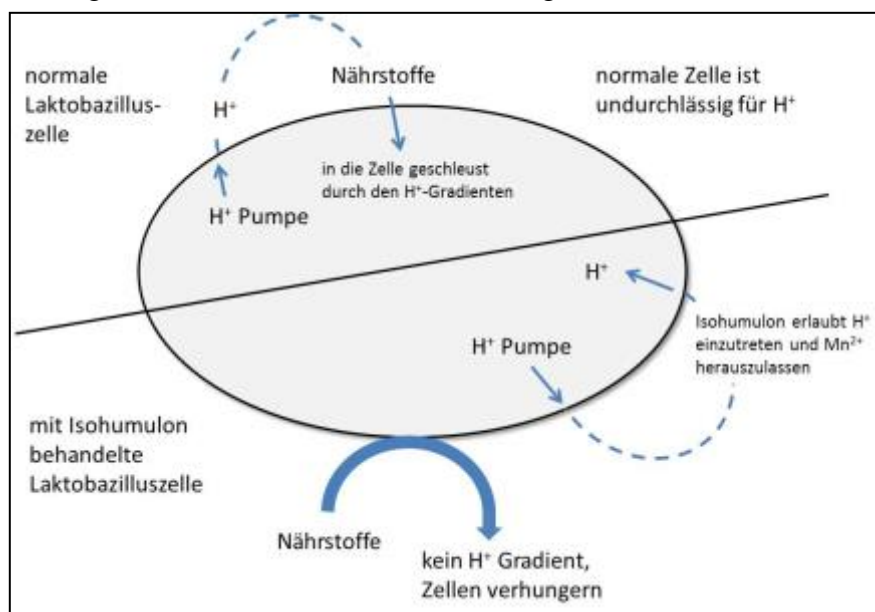 normale
Laktobazillus-
zelle
H⁺
Nährstoffe
normale Zelle ist
undurchlässig für H⁺
in die Zelle geschleust
durch den H⁺-Gradienten
H⁺ Pumpe
H⁺
Isohumulon erlaubt H⁺
einzutreten und Mn²⁺
herauszulassen
H⁺ Pumpe
mit Isohumulon
behandelte
Laktobazilluszelle
Nährstoffe
kein H⁺ Gradient,
Zellen verhungern